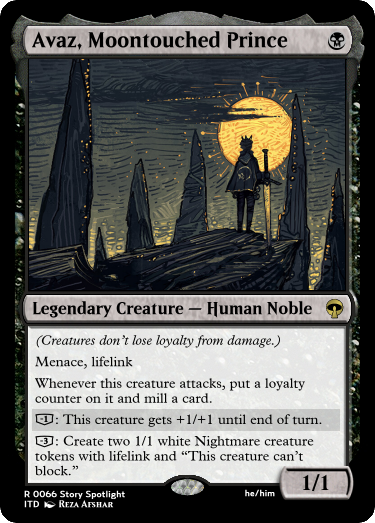 Avaz, Moontouched Prince
Legendary Creature — Human Noble
(Creatures don't lose loyalty from damage.)
Menace, lifelink
Whenever this creature attacks, put a loyalty
counter on it and mill a card.
-1: This creature gets +1/+1 until end of turn.
-3: Create two 1/1 white Nightmare creature
tokens with lifelink and “This creature can't
block.”
1/1
R 0066 Story Spotlight
he/him
ITD Reza Afshar